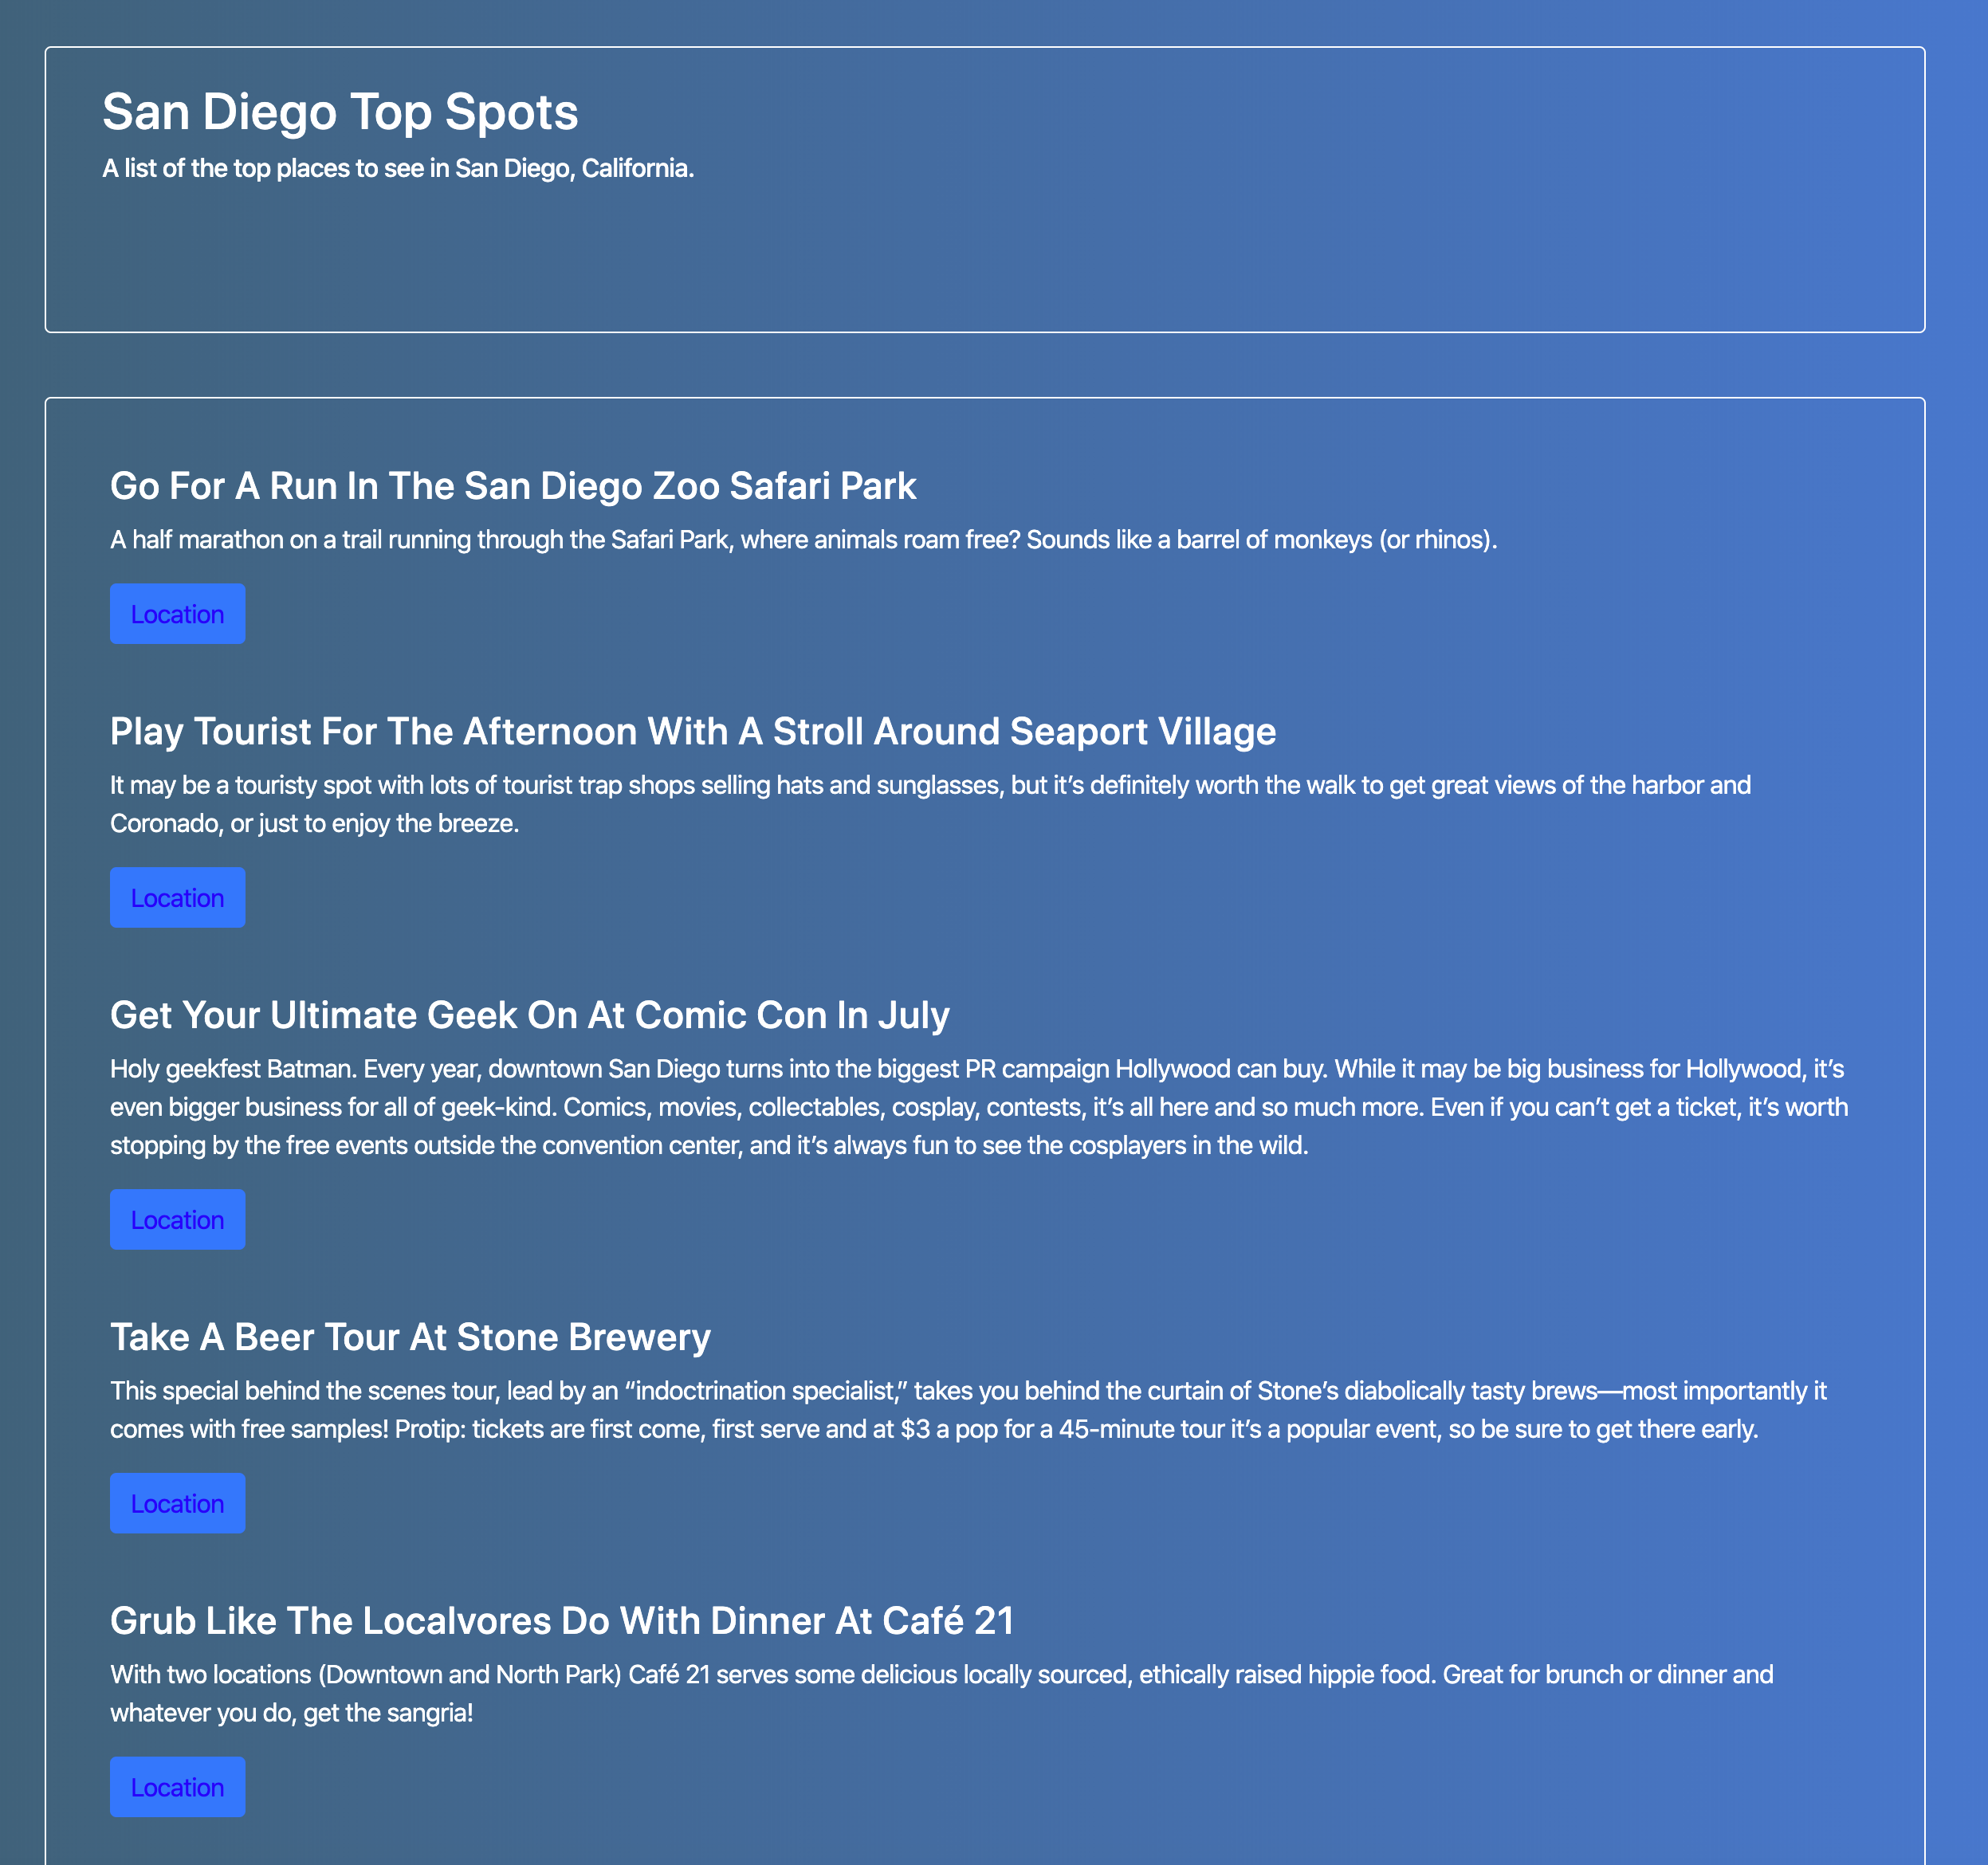 San Diego Top Spots
A list of the top places to see in San Diego, California.
Go For A Run In The San Diego Zoo Safari Park
A half marathon on a trail running through the Safari Park, where animals roam free? Sounds like a barrel of monkeys (or rhinos).
Location
Play Tourist For The Afternoon With A Stroll Around Seaport Village
It may be a touristy spot with lots of tourist trap shops selling hats and sunglasses, but it’s definitely worth the walk to get great views of the harbor and
Coronado, or just to enjoy the breeze.
Location
Get Your Ultimate Geek On At Comic Con In July
Holy geekfest Batman. Every year, downtown San Diego turns into the biggest PR campaign Hollywood can buy. While it may be big business for Hollywood, it’s
even bigger business for all of geek-kind. Comics, movies, collectables, cosplay, contests, it’s all here and so much more. Even if you can’t get a ticket, it’s worth
stopping by the free events outside the convention center, and it’s always fun to see the cosplayers in the wild.
Location
Take A Beer Tour At Stone Brewery
This special behind the scenes tour, lead by an “indoctrination specialist,” takes you behind the curtain of Stone’s diabolically tasty brews—most importantly it
comes with free samples! Protip: tickets are first come, first serve and at $3 a pop for a 45-minute tour it’s a popular event, so be sure to get there early.
Location
Grub Like The Localvores Do With Dinner At Café 21
With two locations (Downtown and North Park) Café 21 serves some delicious locally sourced, ethically raised hippie food. Great for brunch or dinner and
whatever you do, get the sangria!
Location